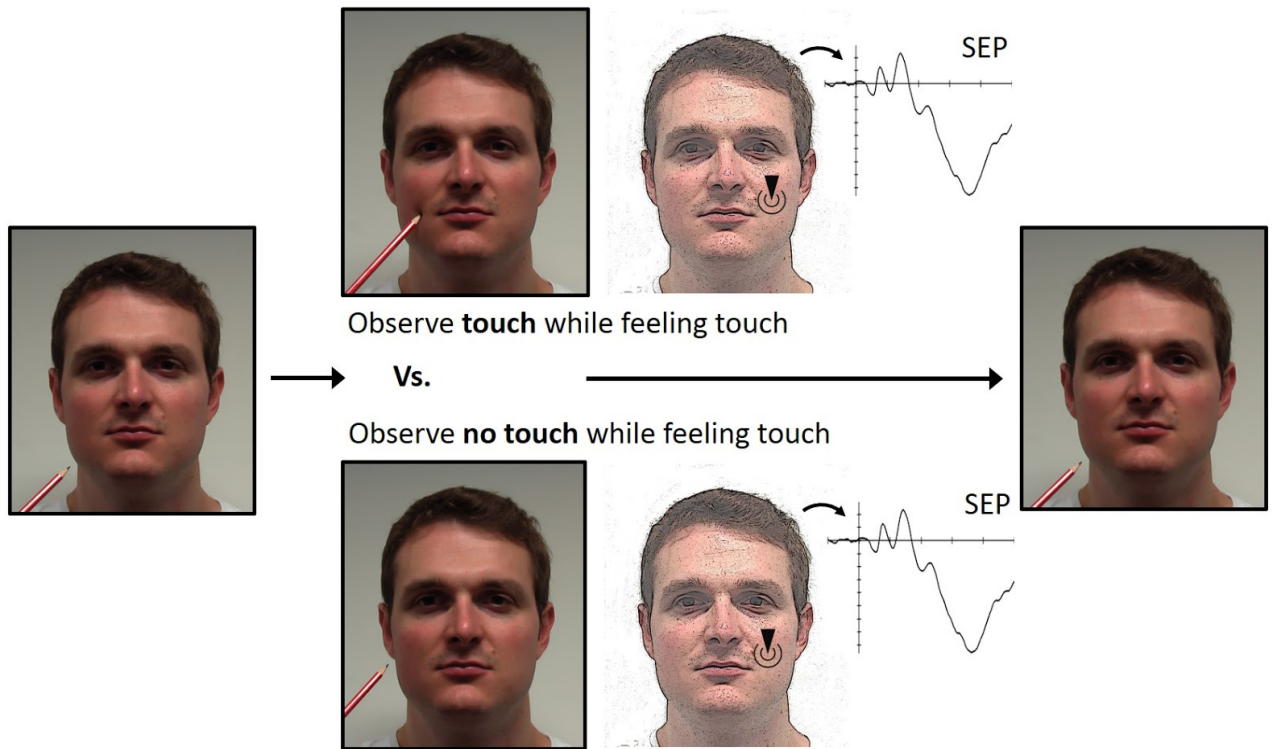 SEP
Observe touch while feeling touch
Vs.
Observe no touch while feeling touch
SEP